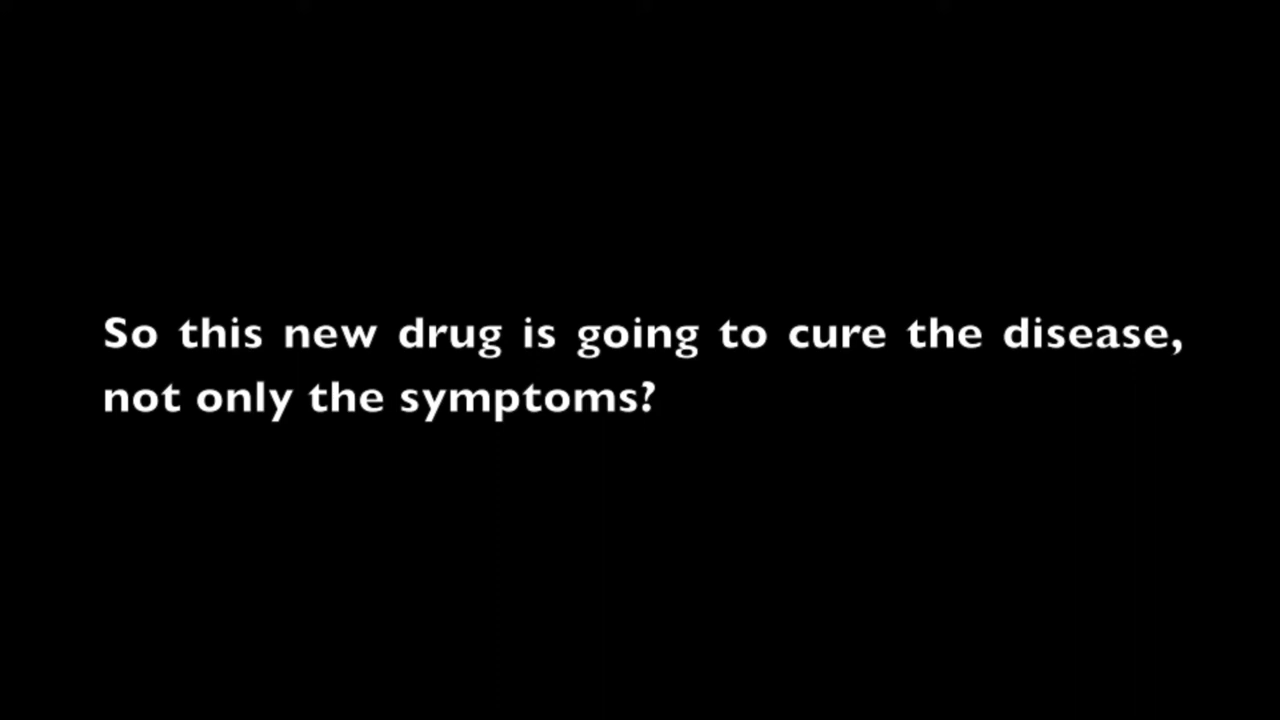 So this new drug is going to cure the disease,
not only the symptoms?